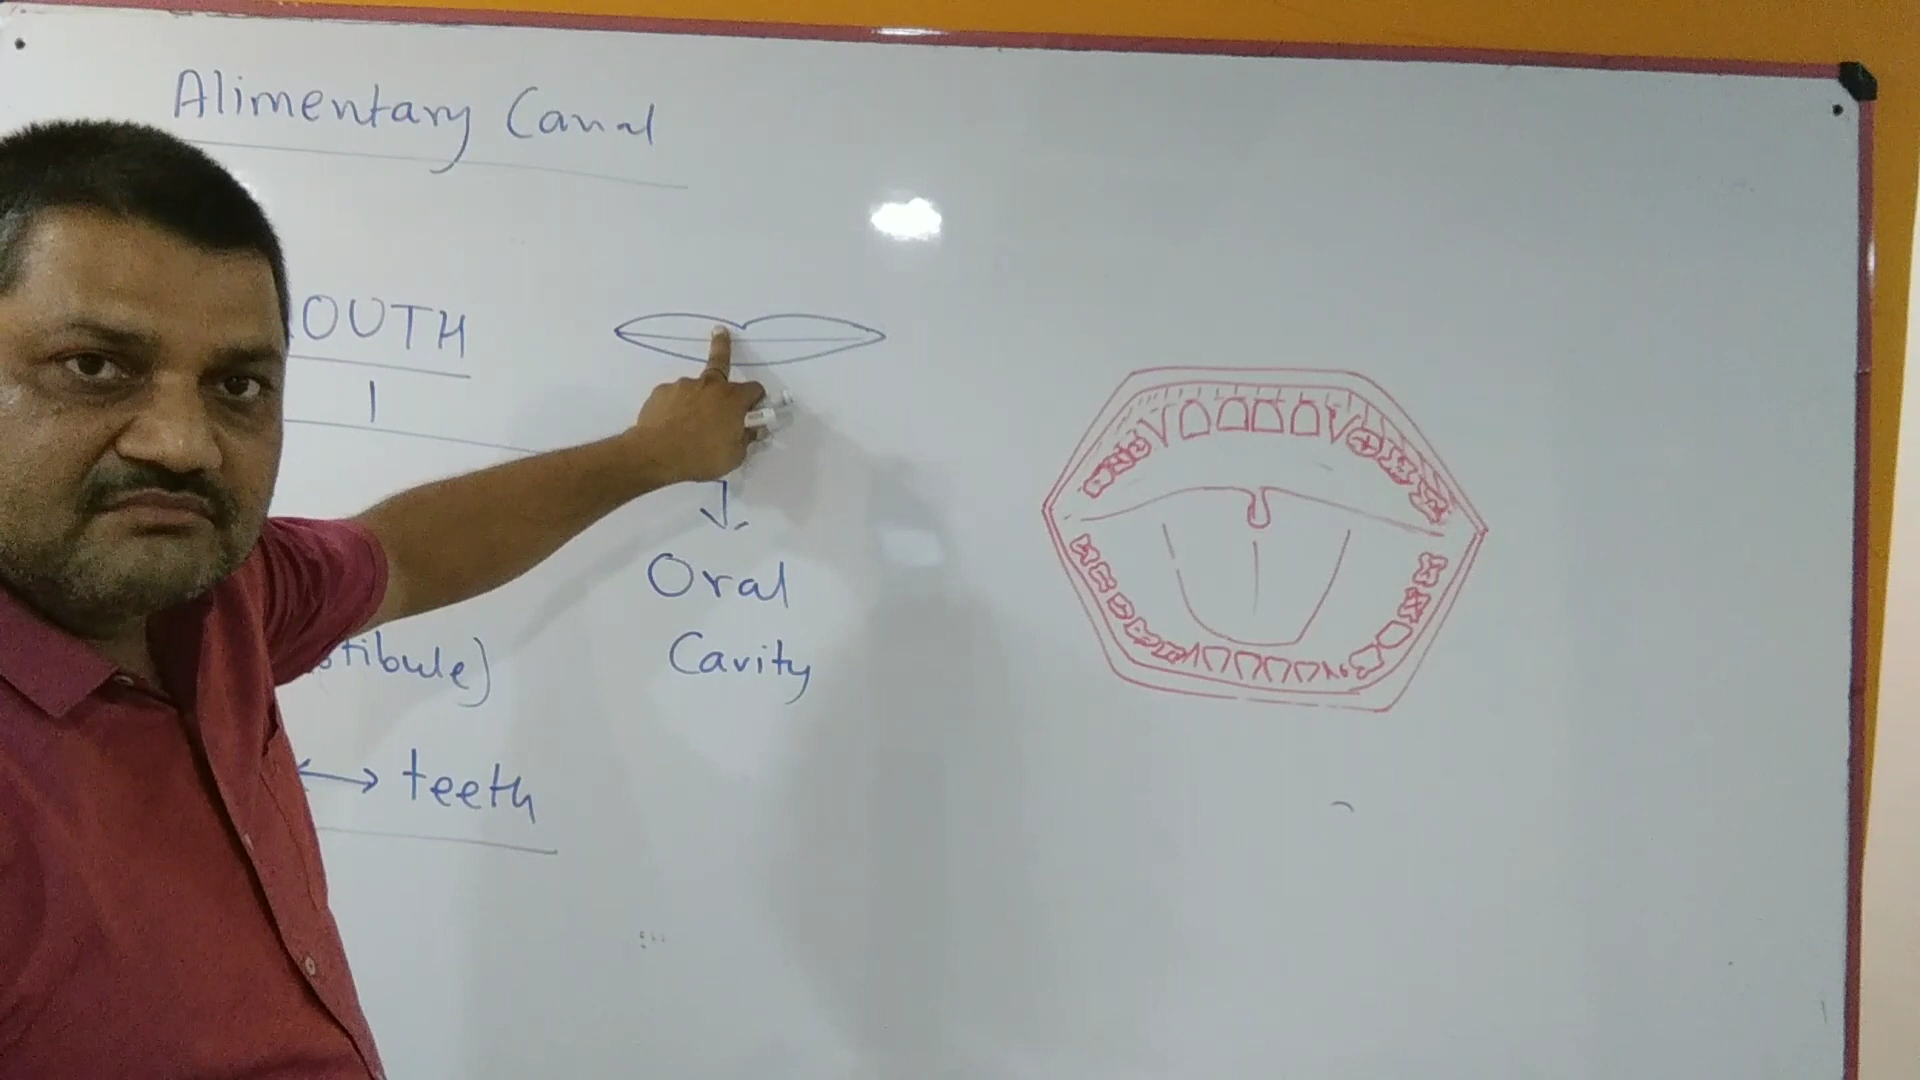 Alimentary Canal
OUTH
Oral
Cavity
stibule)
↔ teeth